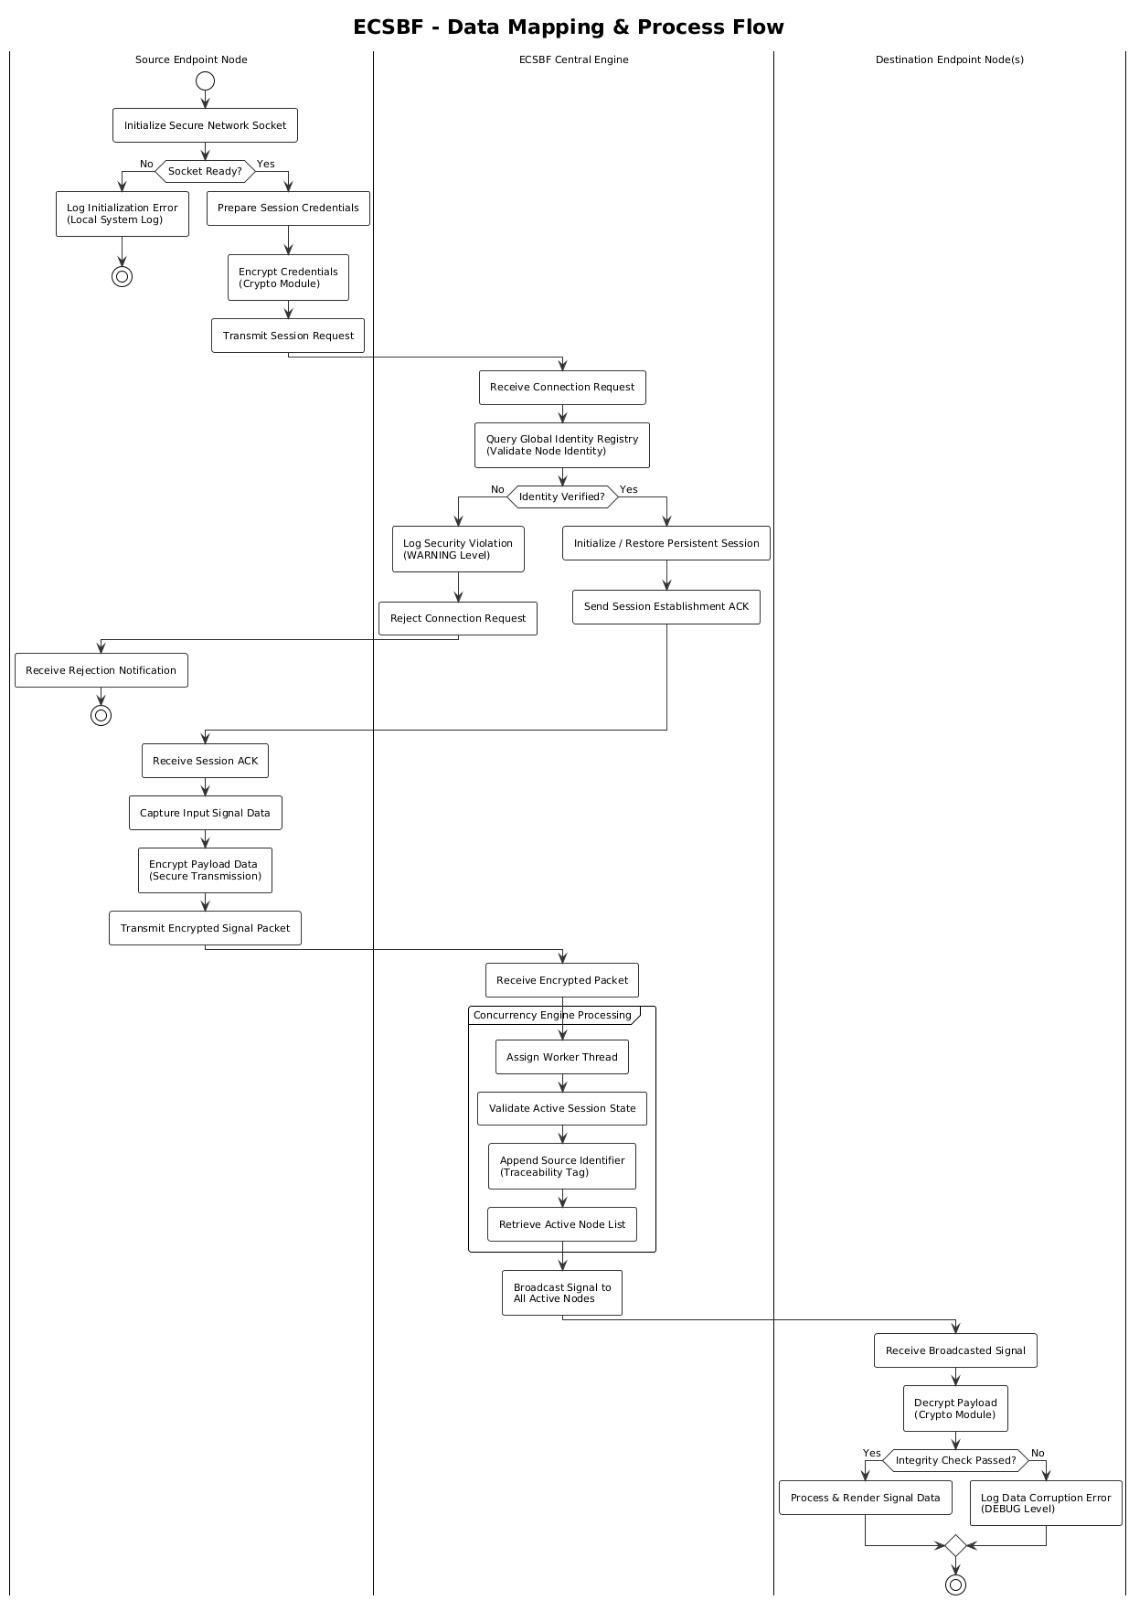 ECSBF - Data Mapping & Process Flow
Source Endpoint Node
ECSBF Central Engine
Destination Endpoint Node(s)
Initialize Secure Network Socket
No
Socket Ready?
Yes
Log Initialization Error
(Local System Log)
Prepare Session Credentials
Encrypt Credentials
(Crypto Module)
Transmit Session Request
Receive Connection Request
Query Global Identity Registry
(Validate Node Identity)
No
Identity Verified?
Yes
Log Security Violation
(WARNING Level)
Initialize / Restore Persistent Session
Reject Connection Request
Send Session Establishment ACK
Receive Rejection Notification
Receive Session ACK
Capture Input Signal Data
Encrypt Payload Data
(Secure Transmission)
Transmit Encrypted Signal Packet
Receive Encrypted Packet
Concurrency Engine Processing
Assign Worker Thread
Validate Active Session State
Append Source Identifier
(Traceability Tag)
Retrieve Active Node List
Broadcast Signal to
All Active Nodes
Receive Broadcasted Signal
Decrypt Payload
(Crypto Module)
Yes
Integrity Check Passed?
No
Process & Render Signal Data
Log Data Corruption Error
(DEBUG Level)